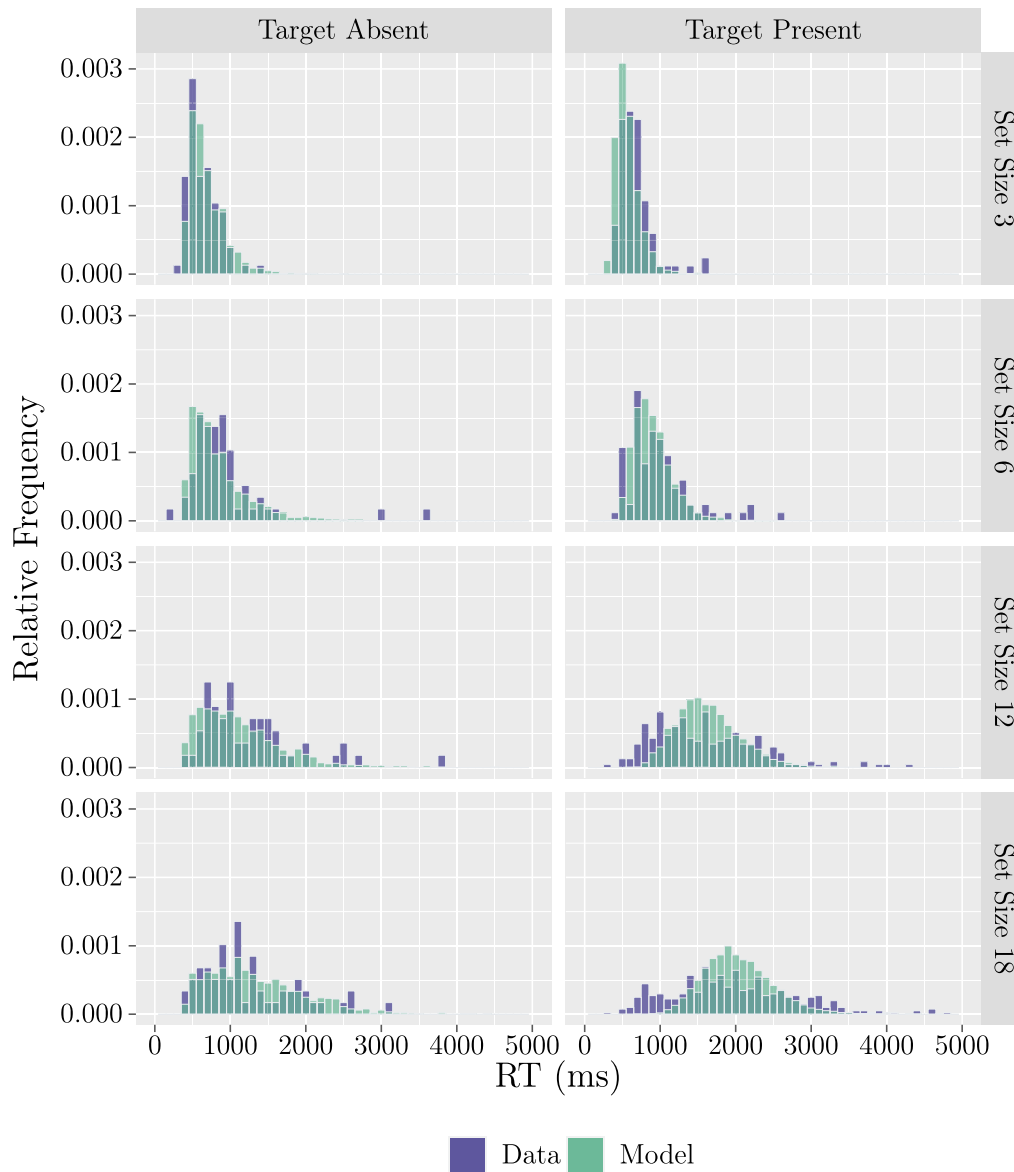 Target Absent Target Present
0.003
0.002
0.001
0.000
Set Size 3
0.003
0.002
0.001
0.000
Set Size 6
0.003
0.002
0.001
0.000
Set Size 12
0.003
0.002
0.001
0.000
Set Size 18
Relative Frequency
0 1000 2000 3000 4000 5000 0 1000 2000 3000 4000 5000
RT (ms)
Data Model